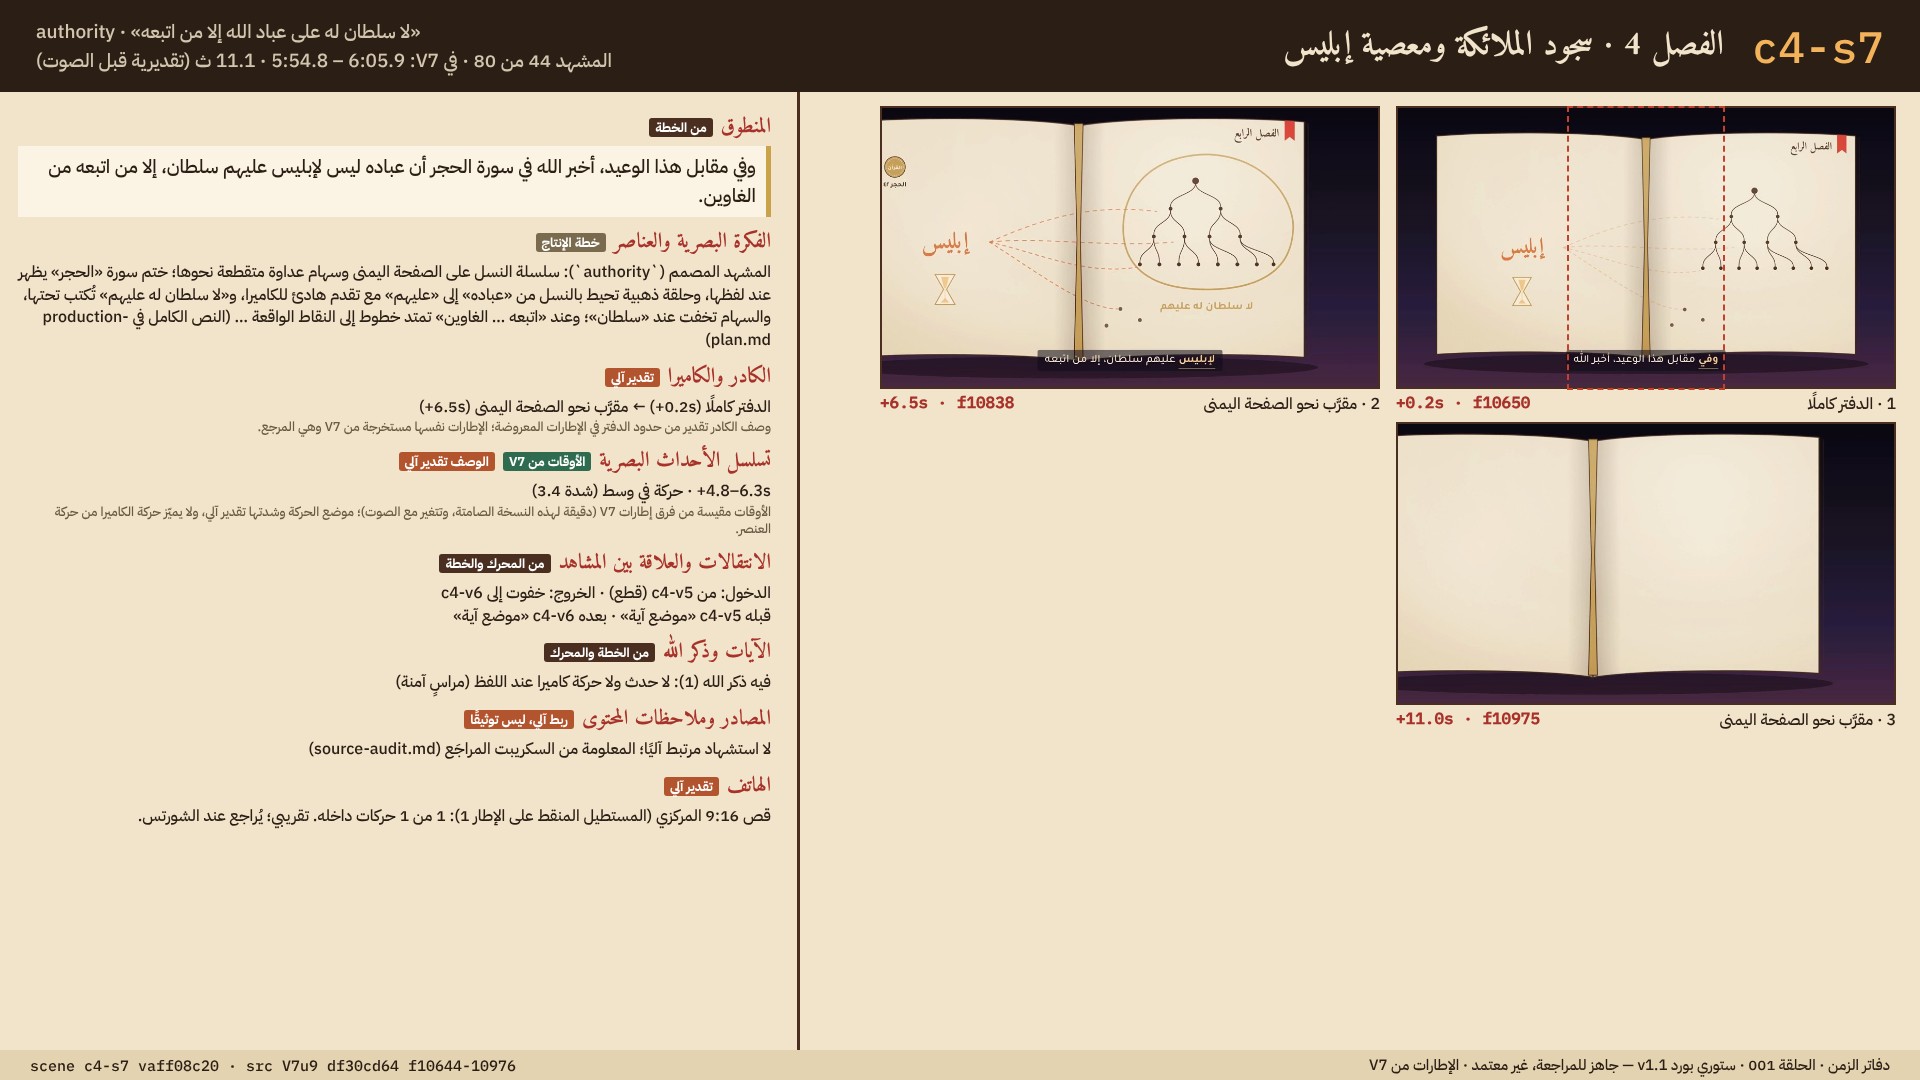 c4-s7
الفصل 4 · سجود الملائكة ومعصية إبليس
«لا سلطان له على عباد الله إلا من اتبعه» · authority
المشهد 44 من 80 · في V7: 5:54.8 – 6:05.9 · 11.1 ث (تقديرية قبل الصوت)
الفصل الرابع
إبليس
وفي مقابل هذا الوعيد، أخبر الله
1 · الدفتر كاملًا
+0.2s · f10650
الفصل الرابع
القرآن
الحجر ٤٢
إبليس
لا سلطان له عليهم
لإبليس عليهم سلطان، إلا من اتبعه
2 · مقرَّب نحو الصفحة اليمنى
+6.5s · f10838
3 · مقرَّب نحو الصفحة اليمنى
+11.0s · f10975
المنطوق من الخطة
وفي مقابل هذا الوعيد، أخبر الله في سورة الحجر أن عباده ليس لإبليس عليهم سلطان، إلا من اتبعه من
الغاوين.
الفكرة البصرية والعناصر خطة الإنتاج
المشهد المصمم (`authority`): سلسلة النسل على الصفحة اليمنى وسهام عداوة متقطعة نحوها؛ ختم سورة «الحجر» يظهر
عند لفظها، وحلقة ذهبية تحيط بالنسل من «عباده» إلى «عليهم» مع تقدم هادئ للكاميرا، و«لا سلطان له عليهم» تُكتب تحتها،
والسهام تخفت عند «سلطان»؛ وعند «اتبعه ... الغاوين» تمتد خطوط إلى النقاط الواقعة ... (النص الكامل في production-
plan.md)
الكادر والكاميرا تقدير آلي
الدفتر كاملًا (+0.2s) ← مقرَّب نحو الصفحة اليمنى (+6.5s)
وصف الكادر تقدير من حدود الدفتر في الإطارات المعروضة؛ الإطارات نفسها مستخرجة من V7 وهي المرجع.
تسلسل الأحداث البصرية الأوقات من V7 الوصف تقدير آلي
+4.8–6.3s · حركة في وسط (شدة 3.4)
الأوقات مقيسة من فرق إطارات V7 (دقيقة لهذه النسخة الصامتة، وتتغير مع الصوت)؛ موضع الحركة وشدتها تقدير آلي، ولا يميّز حركة الكاميرا من حركة
العنصر.
الانتقالات والعلاقة بين المشاهد من المحرك والخطة
الدخول: من c4-v5 (قطع) · الخروج: خفوت إلى c4-v6
قبله c4-v5 «موضع آية» · بعده c4-v6 «موضع آية»
الآيات وذكر الله من الخطة والمحرك
فيه ذكر الله (1): لا حدث ولا حركة كاميرا عند اللفظ (مراسٍ آمنة)
المصادر وملاحظات المحتوى ربط آلي، ليس توثيقًا
لا استشهاد مرتبط آليًا؛ المعلومة من السكريبت المراجَع (source-audit.md)
الهاتف تقدير آلي
قص 9:16 المركزي (المستطيل المنقط على الإطار 1): 1 من 1 حركات داخله. تقريبي؛ يُراجع عند الشورتس.
دفاتر الزمن · الحلقة 001 · ستوري بورد v1.1 — جاهز للمراجعة، غير معتمد · الإطارات من V7
scene c4-s7 vaff08c20 · src V7u9 df30cd64 f10644-10976